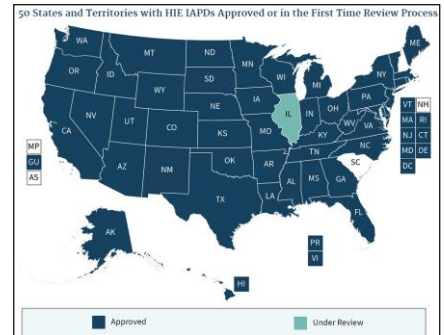 50 States and Territories with HIE IAPDs Approved or in the First Time Review Process
WA
MT
ND
MN
ME
OR
ID
SD
WI
MI
NY
WY
NE
IA
PA
NV
UT
CO
IL
IN
OH
CA
KS
MO
KY
WV
VA
AZ
NM
OK
AR
TN
NC
SC
TX
LA
AL
MS
GA
FL
VT NH
MA RI
NJ CT
MD DE
DC
MP
GU
AS
AK
HI
PR
VI
Approved
Under Review